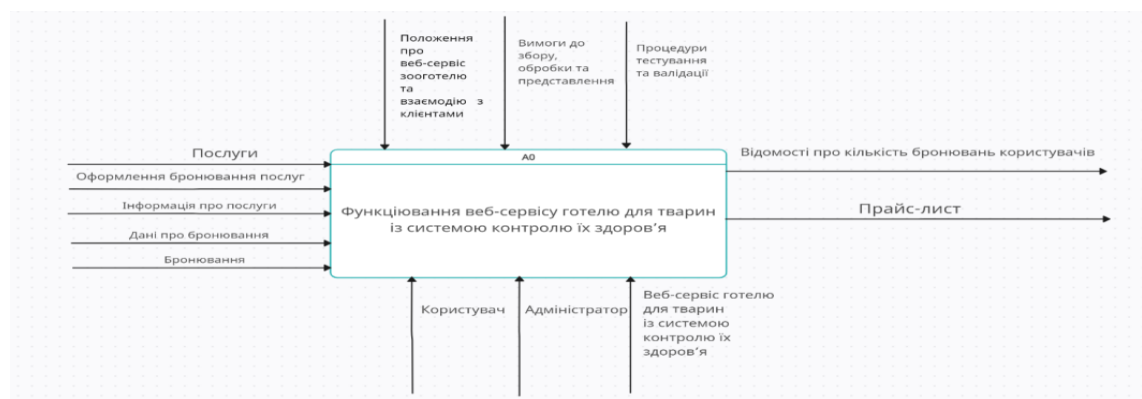 Положення
про
веб-сервіс
зооготелю
та
взаємодію з
клієнтами
Вимоги до
збору,
обробки та
представлення
Процедури
тестування
та валідації
Послуги
Оформлення бронювання послуг
Інформація про послуги
Дані про бронювання
Бронювання
A0
Функціювання веб-сервісу готелю для тварин
із системою контролю їх здоров’я
Відомості про кількість бронювань користувачів
Прайс-лист
Користувач
Адміністратор
Веб-сервіс готелю
для тварин
із системою
контролю їх
здоров’я